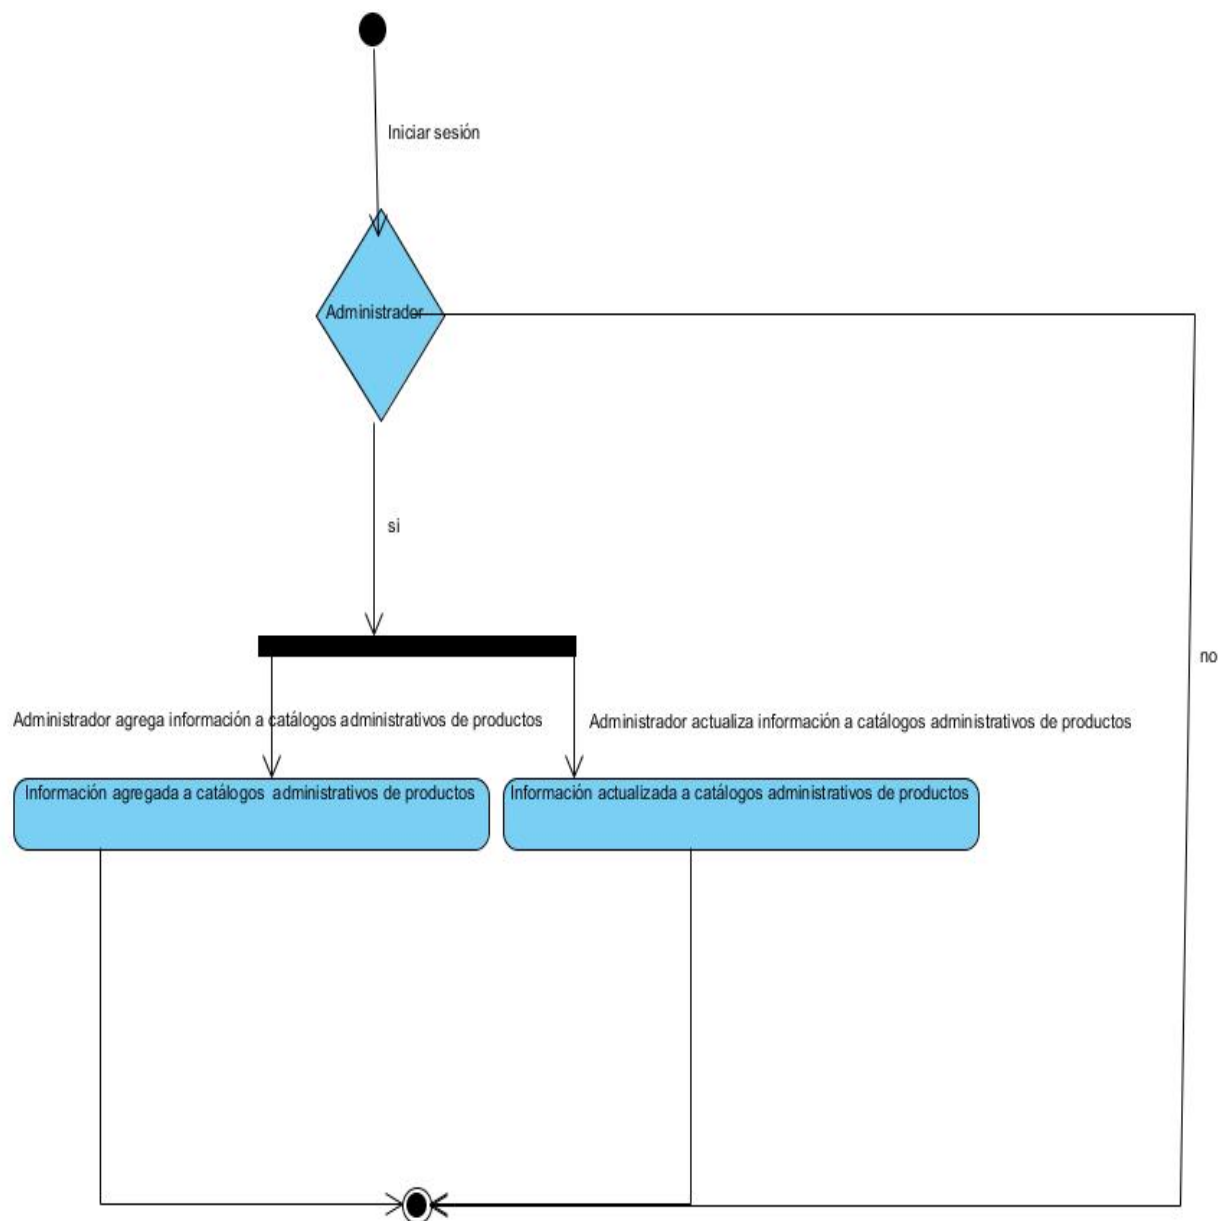 Iniciar sesión
Administrador
si
no
Administrador agrega información a catálogos administrativos de productos
Administrador actualiza información a catálogos administrativos de productos
Información agregada a catálogos administrativos de productos
Información actualizada a catálogos administrativos de productos